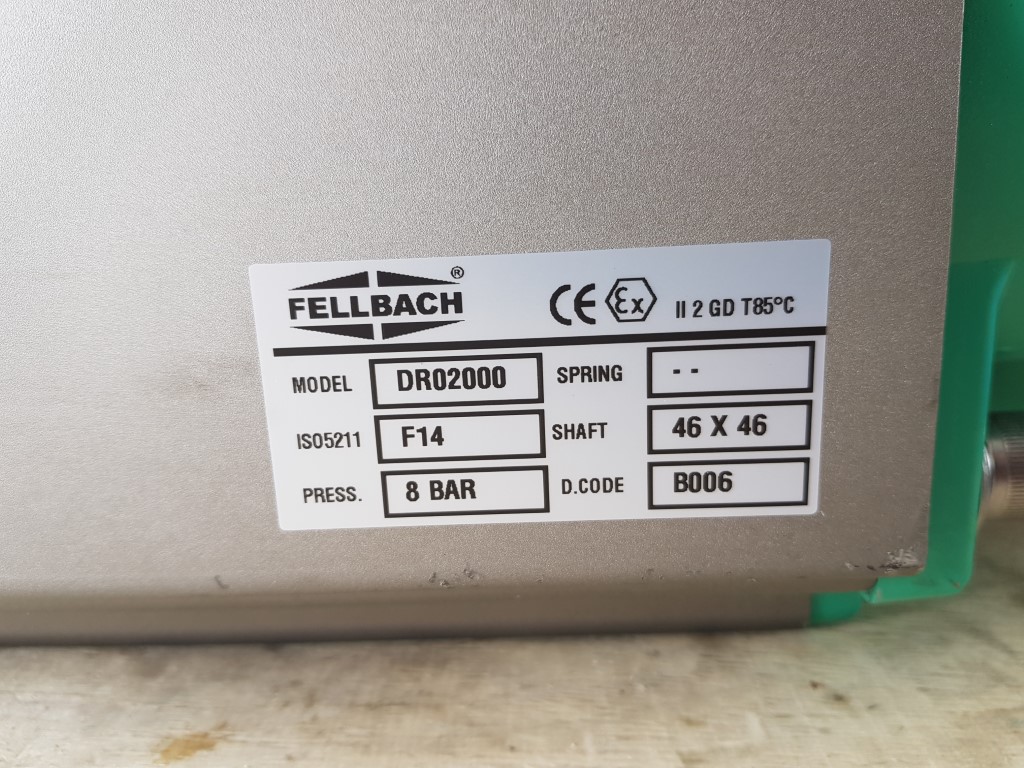 FELLBACH ®
CE Ex II 2 GD T85°C
MODEL DR02000 SPRING - -
ISO5211 F14 SHAFT 46 X 46
PRESS. 8 BAR D.CODE B006